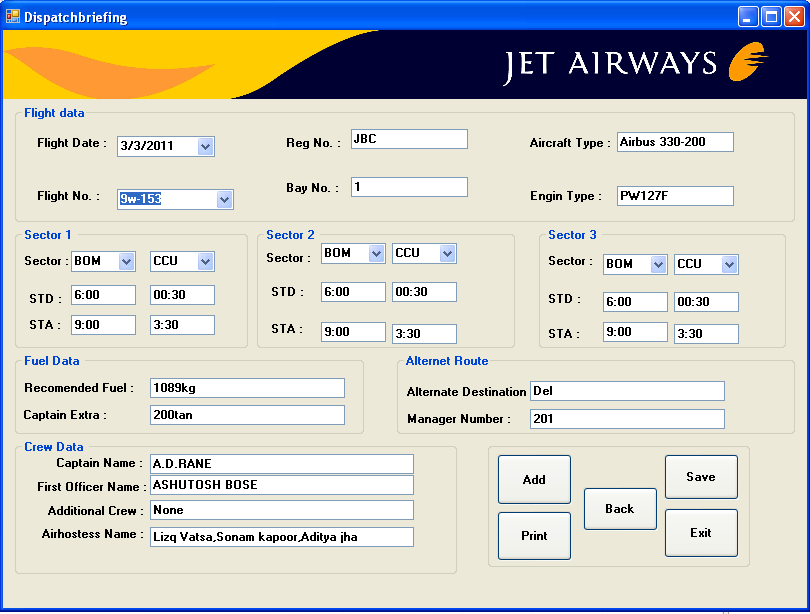 Dispatchbriefing
JET AIRWAYS
Flight data
Flight Date : 3/3/2011 Reg No. : JBC Aircraft Type : Airbus 330-200
Flight No. : 9w-153 Bay No. : 1 Engin Type : PW127F
Sector 1 Sector 2 Sector 3
Sector : BOM CCU Sector : BOM CCU Sector : BOM CCU
STD : 6:00 00:30 STD : 6:00 00:30 STD : 6:00 00:30
STA : 9:00 3:30 STA : 9:00 3:30 STA : 9:00 3:30
Fuel Data Alternet Route
Recomended Fuel : 1089kg Alternate Destination Del
Captain Extra : 200tan Manager Number : 201
Crew Data
Captain Name : A.D.RANE
First Officer Name : ASHUTOSH BOSE
Additional Crew : None
Airhostess Name : Lizq Vatsa,Sonam kapoor,Aditya jha
Add Save
Back
Print Exit